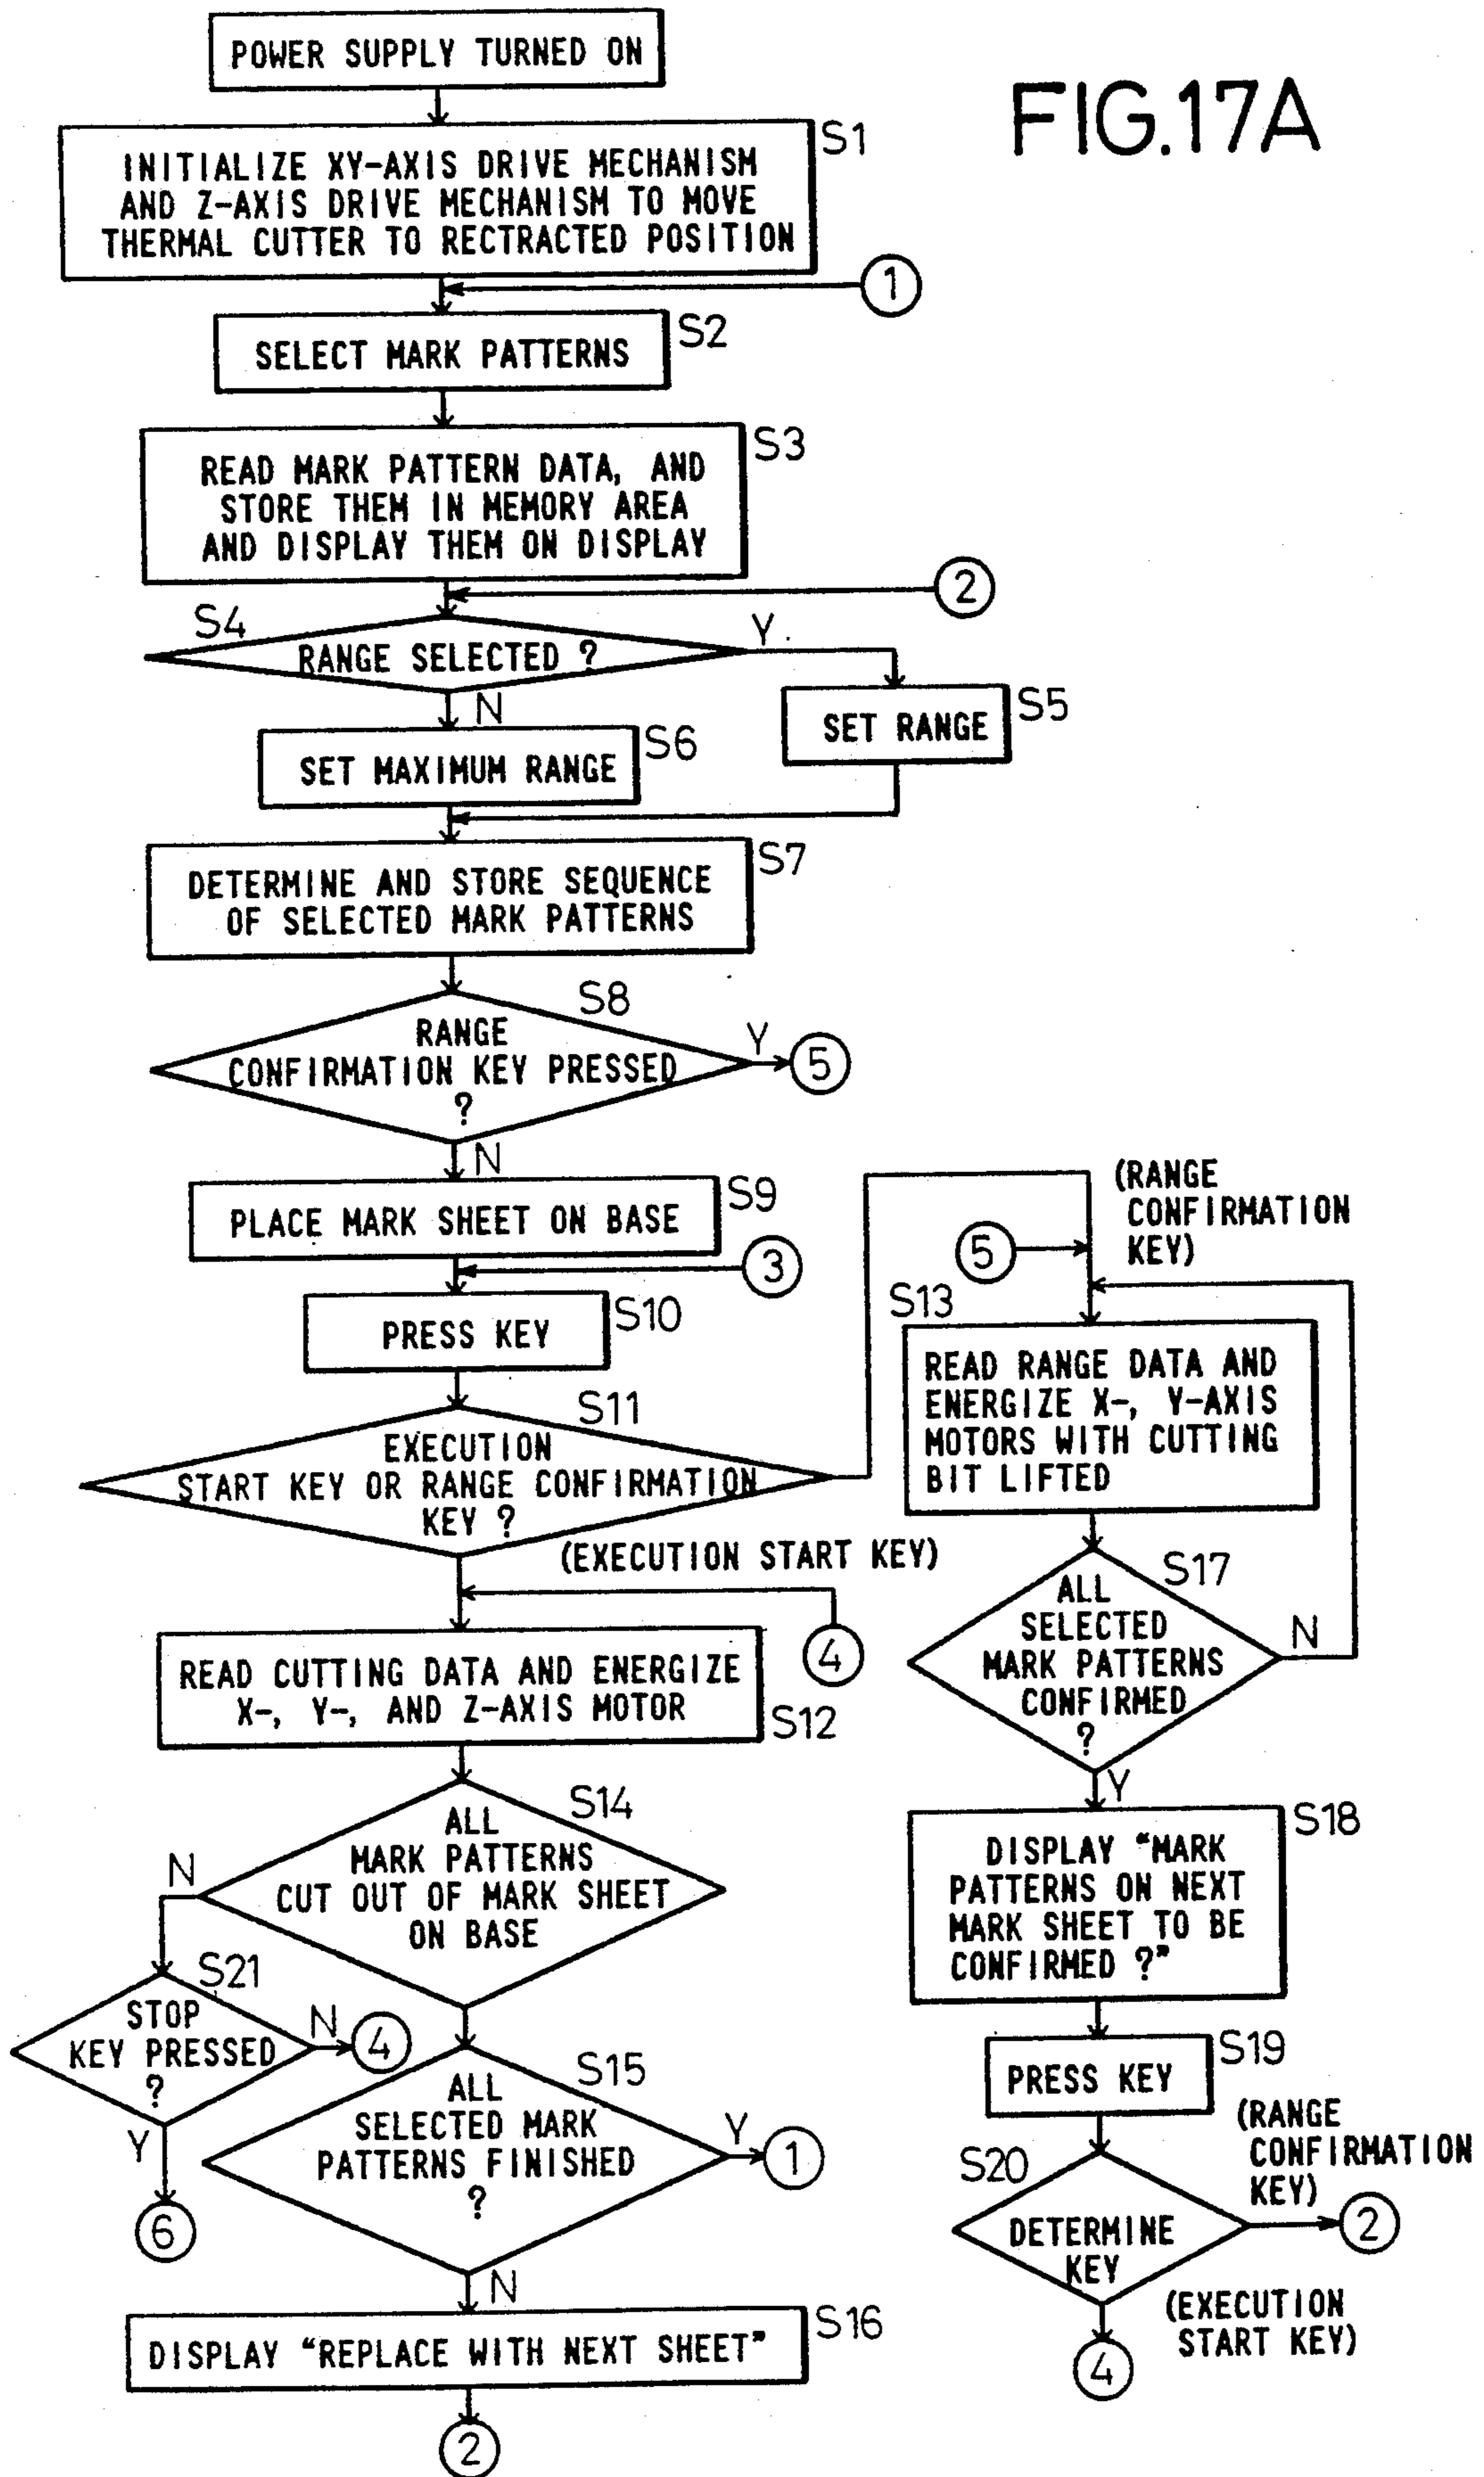 FIG.17A
POWER SUPPLY TURNED ON
S1
INITIALIZE XY-AXIS DRIVE MECHANISM
AND Z-AXIS DRIVE MECHANISM TO MOVE
THERMAL CUTTER TO RECTRACTED POSITION
1
S2
SELECT MARK PATTERNS
S3
READ MARK PATTERN DATA, AND
STORE THEM IN MEMORY AREA
AND DISPLAY THEM ON DISPLAY
2
S4
RANGE SELECTED ?
Y
N
S5
SET RANGE
S6
SET MAXIMUM RANGE
S7
DETERMINE AND STORE SEQUENCE
OF SELECTED MARK PATTERNS
S8
RANGE
CONFIRMATION KEY PRESSED
?
Y
5
N
S9
PLACE MARK SHEET ON BASE
3
S10
PRESS KEY
S11
EXECUTION
START KEY OR RANGE CONFIRMATION
KEY ?
(EXECUTION START KEY)
4
READ CUTTING DATA AND ENERGIZE
X-, Y-, AND Z-AXIS MOTOR
S12
S14
ALL
MARK PATTERNS
CUT OUT OF MARK SHEET
ON BASE
N
S21
STOP
KEY PRESSED
?
N
4
Y
6
S15
ALL
SELECTED MARK
PATTERNS FINISHED
?
Y
1
N
S16
DISPLAY “REPLACE WITH NEXT SHEET”
2
(RANGE
CONFIRMATION
KEY)
5
S13
READ RANGE DATA AND
ENERGIZE X-, Y-AXIS
MOTORS WITH CUTTING
BIT LIFTED
S17
ALL
SELECTED
MARK PATTERNS
CONFIRMED
?
N
Y
S18
DISPLAY “MARK
PATTERNS ON NEXT
MARK SHEET TO BE
CONFIRMED ?”
S19
PRESS KEY
S20
DETERMINE
KEY
(RANGE
CONFIRMATION
KEY)
2
(EXECUTION
START KEY)
4